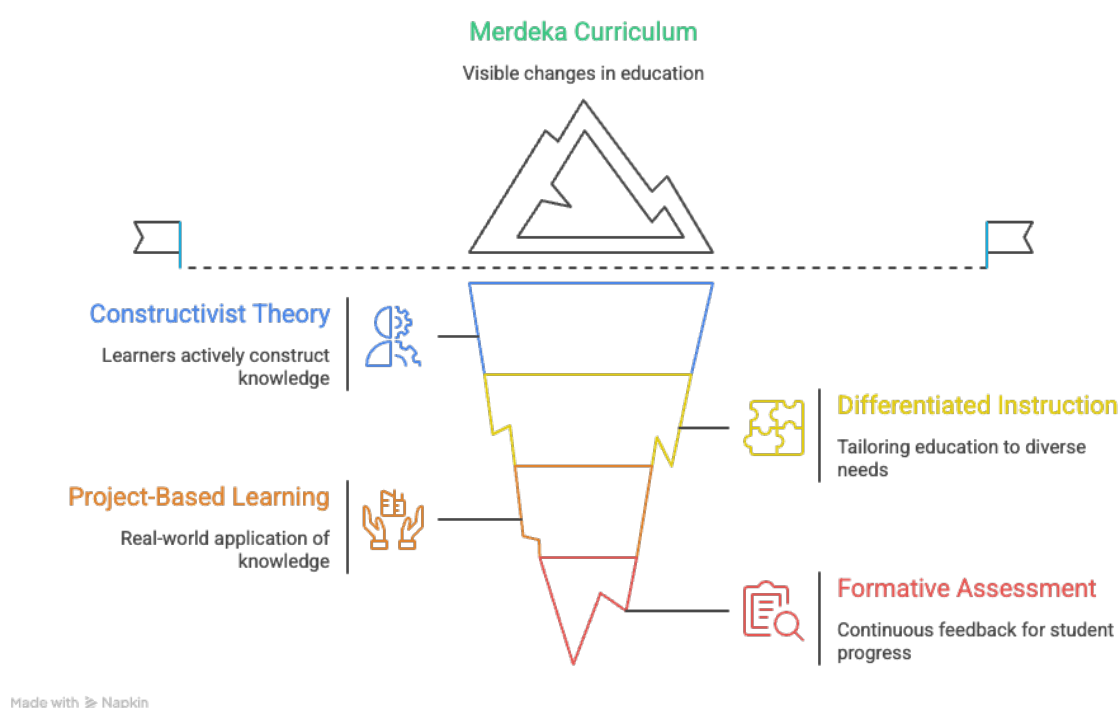 Merdeka Curriculum
Visible changes in education
Constructivist Theory
Learners actively construct
knowledge
Differentiated Instruction
Tailoring education to diverse
needs
Project-Based Learning
Real-world application of
knowledge
Formative Assessment
Continuous feedback for student
progress
Made with Napkin